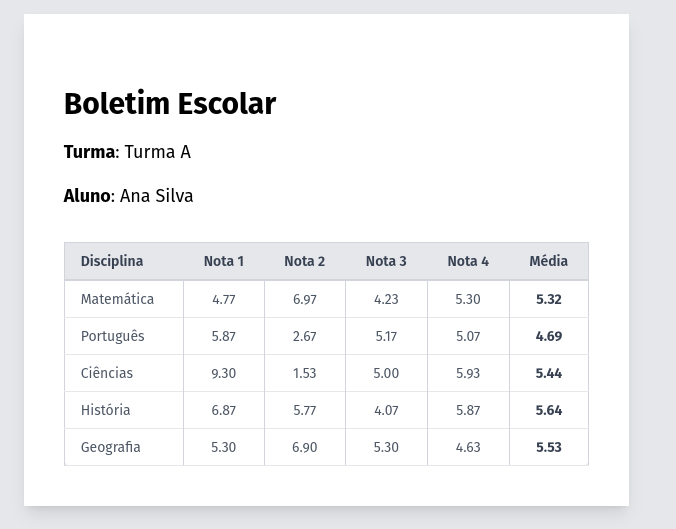 Boletim Escolar
Turma: Turma A
Aluno: Ana Silva
Disciplina Nota 1 Nota 2 Nota 3 Nota 4 Média
Matemática 4.77 6.97 4.23 5.30 5.32
Português 5.87 2.67 5.17 5.07 4.69
Ciências 9.30 1.53 5.00 5.93 5.44
História 6.87 5.77 4.07 5.87 5.64
Geografia 5.30 6.90 5.30 4.63 5.53